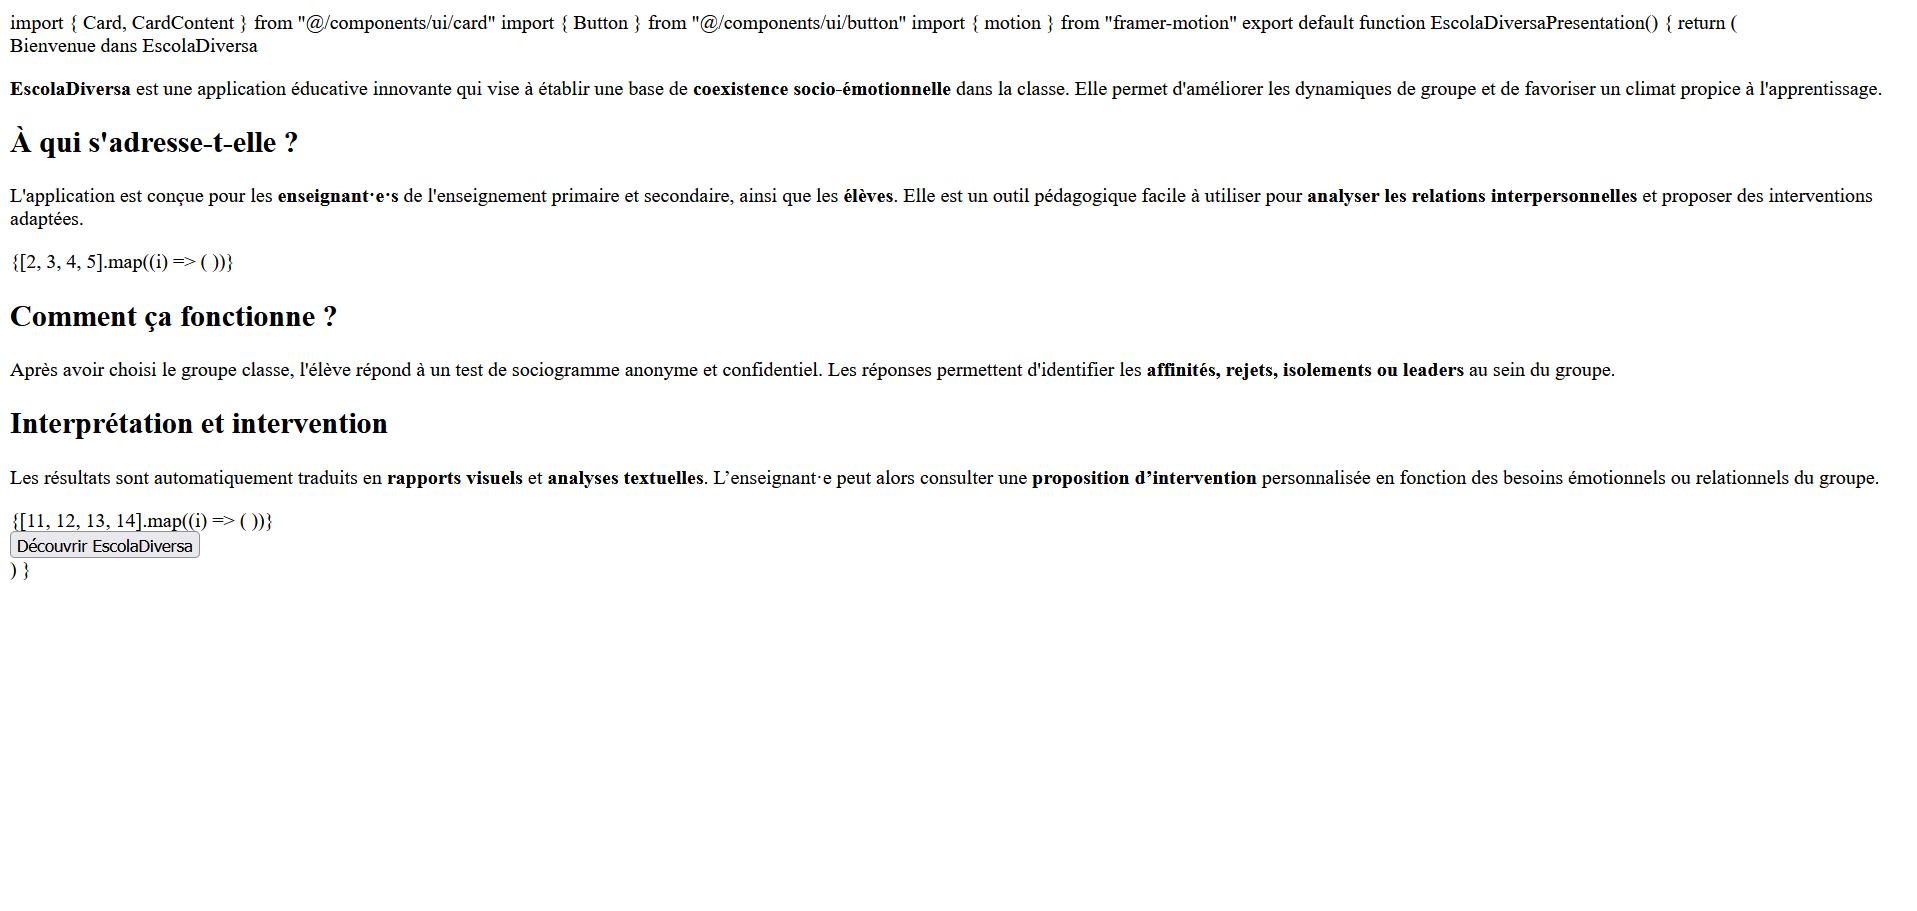 import { Card, CardContent } from "@/components/ui/card" import { Button } from "@/components/ui/button" import { motion } from "framer-motion" export default function EscolaDiversaPresentation() { return (
Bienvenue dans EscolaDiversa
EscolaDiversa est une application éducative innovante qui vise à établir une base de coexistence socio-émotionnelle dans la classe. Elle permet d'améliorer les dynamiques de groupe et de favoriser un climat propice à l'apprentissage.
À qui s'adresse-t-elle ?
L'application est conçue pour les enseignant·e·s de l'enseignement primaire et secondaire, ainsi que les élèves. Elle est un outil pédagogique facile à utiliser pour analyser les relations interpersonnelles et proposer des interventions
adaptées.
{[2, 3, 4, 5].map((i) => ( ))}
Comment ça fonctionne ?
Après avoir choisi le groupe classe, l'élève répond à un test de sociogramme anonyme et confidentiel. Les réponses permettent d'identifier les affinités, rejets, isolements ou leaders au sein du groupe.
Interprétation et intervention
Les résultats sont automatiquement traduits en rapports visuels et analyses textuelles. L’enseignant·e peut alors consulter une proposition d’intervention personnalisée en fonction des besoins émotionnels ou relationnels du groupe.
{[11, 12, 13, 14].map((i) => ( ))}
Découvrir EscolaDiversa
) }